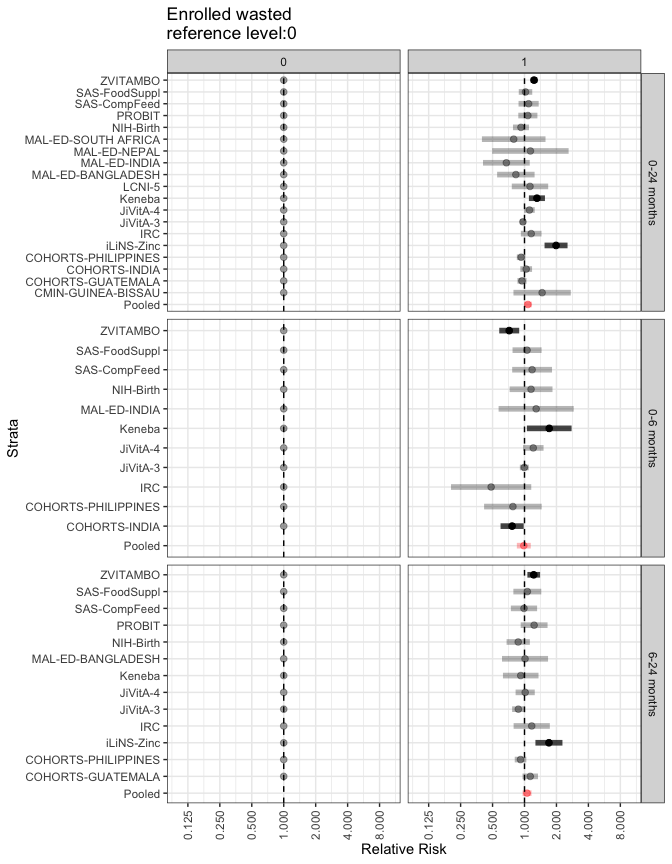 Enrolled wasted
reference level:0
0
1
ZVITAMBO
SAS-FoodSuppl
SAS-CompFeed
PROBIT
NIH-Birth
MAL-ED-SOUTH AFRICA
MAL-ED-NEPAL
MAL-ED-INDIA
MAL-ED-BANGLADESH
LCNI-5
Keneba
JiVitA-4
JiVitA-3
IRC
iLiNS-Zinc
COHORTS-PHILIPPINES
COHORTS-INDIA
COHORTS-GUATEMALA
CMIN-GUINEA-BISSAU
Pooled
0-24 months
ZVITAMBO
SAS-FoodSuppl
SAS-CompFeed
NIH-Birth
MAL-ED-INDIA
Keneba
JiVitA-4
JiVitA-3
IRC
COHORTS-PHILIPPINES
COHORTS-INDIA
Pooled
0-6 months
ZVITAMBO
SAS-FoodSuppl
SAS-CompFeed
PROBIT
NIH-Birth
MAL-ED-BANGLADESH
Keneba
JiVitA-4
JiVitA-3
IRC
iLiNS-Zinc
COHORTS-PHILIPPINES
COHORTS-GUATEMALA
Pooled
6-24 months
Strata
0.125
0.250
0.500
1.000
2.000
4.000
8.000
0.125
0.250
0.500
1.000
2.000
4.000
8.000
Relative Risk